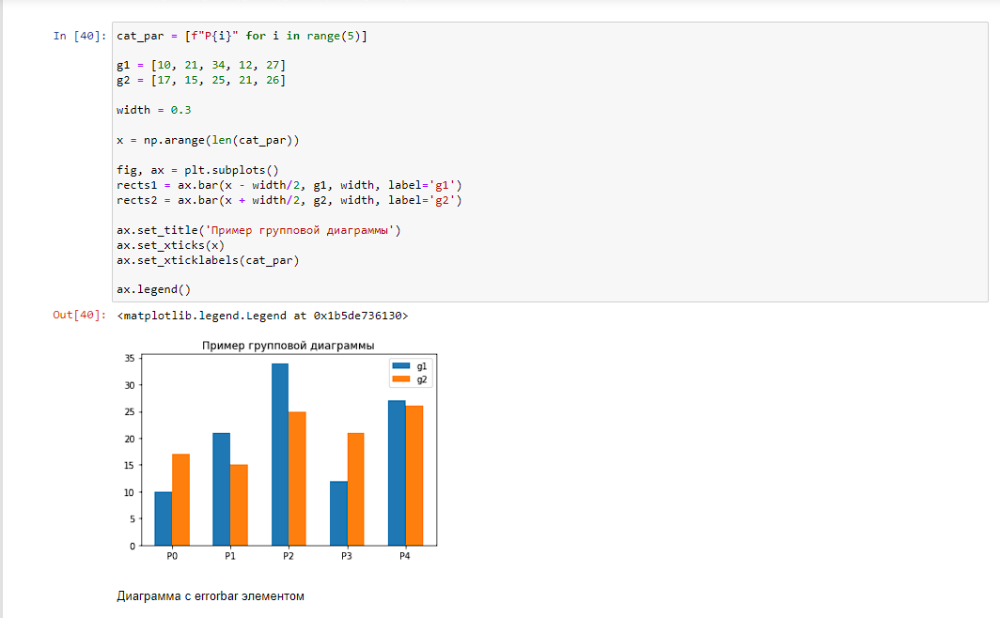 In [40]: cat_par = [f"P{i}" for i in range(5)]
g1 = [10, 21, 34, 12, 27]
g2 = [17, 15, 25, 21, 26]
width = 0.3
x = np.arange(len(cat_par))
fig, ax = plt.subplots()
rects1 = ax.bar(x - width/2, g1, width, label='g1')
rects2 = ax.bar(x + width/2, g2, width, label='g2')
ax.set_title('Пример групповой диаграммы')
ax.set_xticks(x)
ax.set_xticklabels(cat_par)
ax.legend()
Out[40]: <matplotlib.legend.Legend at 0x1b5de736130>
Пример групповой диаграммы
35
g1
g2
30
25
20
15
10
5
0
P0 P1 P2 P3 P4
Диаграмма с errorbar элементом